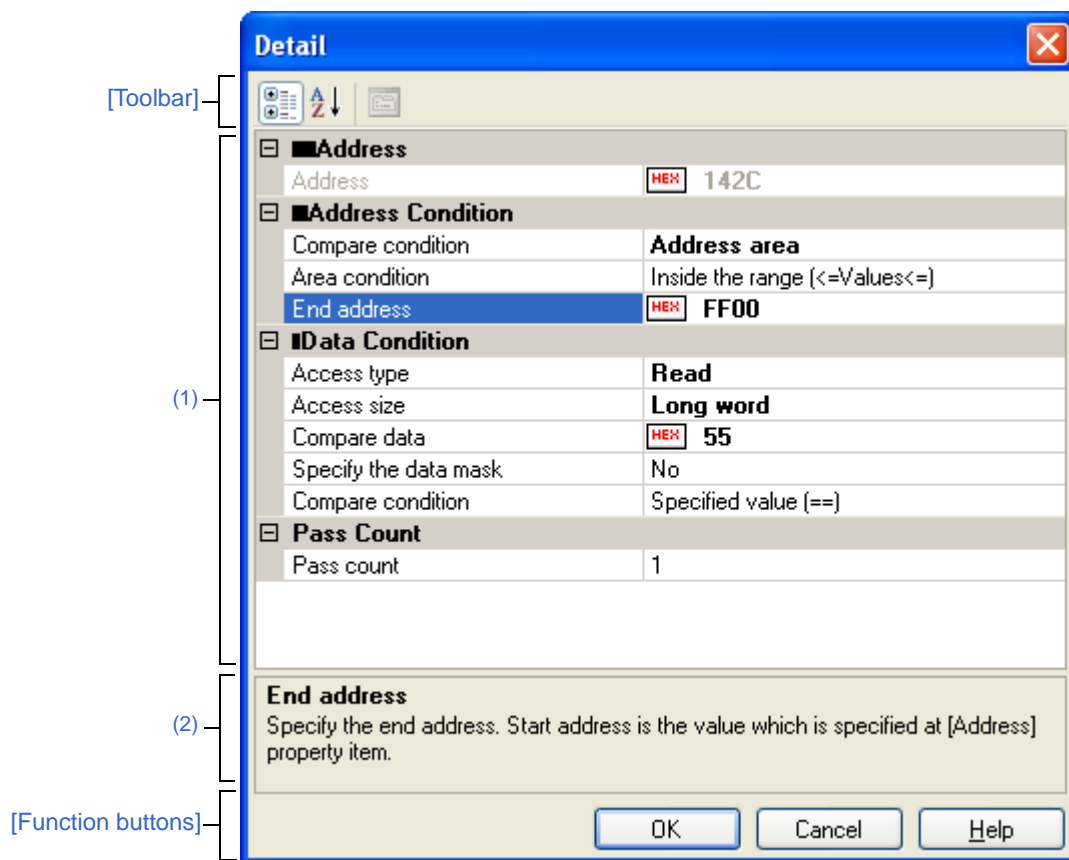 Detail
[Toolbar]
A
Z
Address
Address HEX 142C
Address Condition
Compare condition Address area
Area condition Inside the range (<=Values<=)
End address HEX FF00
Data Condition
Access type Read
(1)
Access size Long word
Compare data HEX 55
Specify the data mask No
Compare condition Specified value (==)
Pass Count
Pass count 1
End address
(2)
Specify the end address. Start address is the value which is specified at [Address]
property item.
[Function buttons]
OK Cancel Help